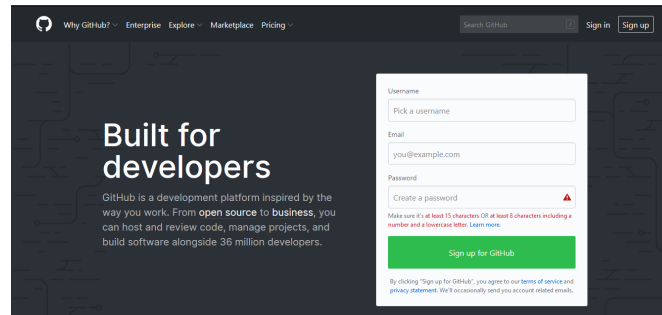 Why GitHub? Enterprise Explore Marketplace Pricing Search GitHub / Sign in Sign up
Built for
developers
GitHub is a development platform inspired by the
way you work. From open source to business, you
can host and review code, manage projects, and
build software alongside 36 million developers.
Username
Pick a username
Email
you@example.com
Password
Create a password
Make sure it's at least 15 characters OR at least 8 characters including a
number and a lowercase letter. Learn more.
Sign up for GitHub
By clicking "Sign up for GitHub", you agree to our terms of service and
privacy statement. We'll occasionally send you account related emails.